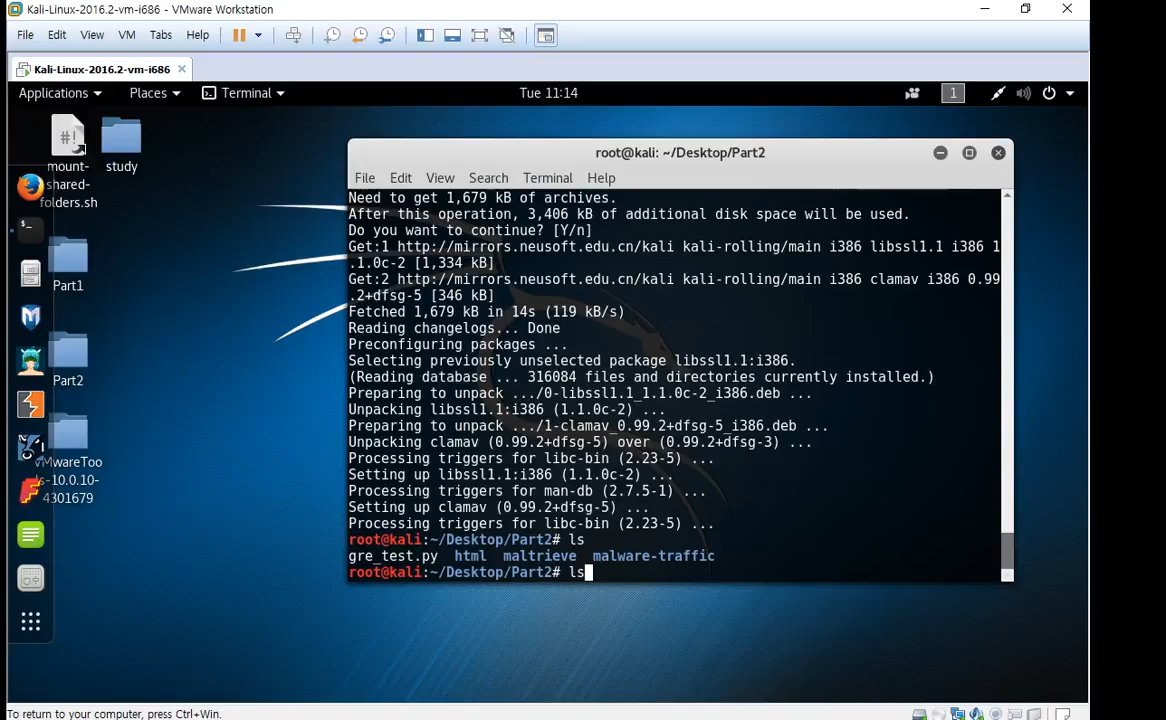 Kali-Linux-2016.2-vm-i686 - VMware Workstation
File Edit View VM Tabs Help
Kali-Linux-2016.2-vm-i686
Applications Places Terminal Tue 11:14 1
#!
mount-
shared-
folders.sh
study
Part1
Part2
VMwareToo
ls-10.0.10-
4301679
root@kali: ~/Desktop/Part2
File Edit View Search Terminal Help
Need to get 1,679 kB of archives.
After this operation, 3,406 kB of additional disk space will be used.
Do you want to continue? [Y/n]
Get:1 http://mirrors.neusoft.edu.cn/kali kali-rolling/main i386 libssl1.1 i386 1
.1.0c-2 [1,334 kB]
Get:2 http://mirrors.neusoft.edu.cn/kali kali-rolling/main i386 clamav i386 0.99
.2+dfsg-5 [346 kB]
Fetched 1,679 kB in 14s (119 kB/s)
Reading changelogs... Done
Preconfiguring packages ...
Selecting previously unselected package libssl1.1:i386.
(Reading database ... 316084 files and directories currently installed.)
Preparing to unpack .../0-libssl1.1_1.1.0c-2_i386.deb ...
Unpacking libssl1.1:i386 (1.1.0c-2) ...
Preparing to unpack .../1-clamav_0.99.2+dfsg-5_i386.deb ...
Unpacking clamav (0.99.2+dfsg-5) over (0.99.2+dfsg-3) ...
Processing triggers for libc-bin (2.23-5) ...
Setting up libssl1.1:i386 (1.1.0c-2) ...
Processing triggers for man-db (2.7.5-1) ...
Setting up clamav (0.99.2+dfsg-5) ...
Processing triggers for libc-bin (2.23-5) ...
root@kali:~/Desktop/Part2# ls
gre_test.py html maltrieve malware-traffic
root@kali:~/Desktop/Part2# ls
To return to your computer, press Ctrl+Win.